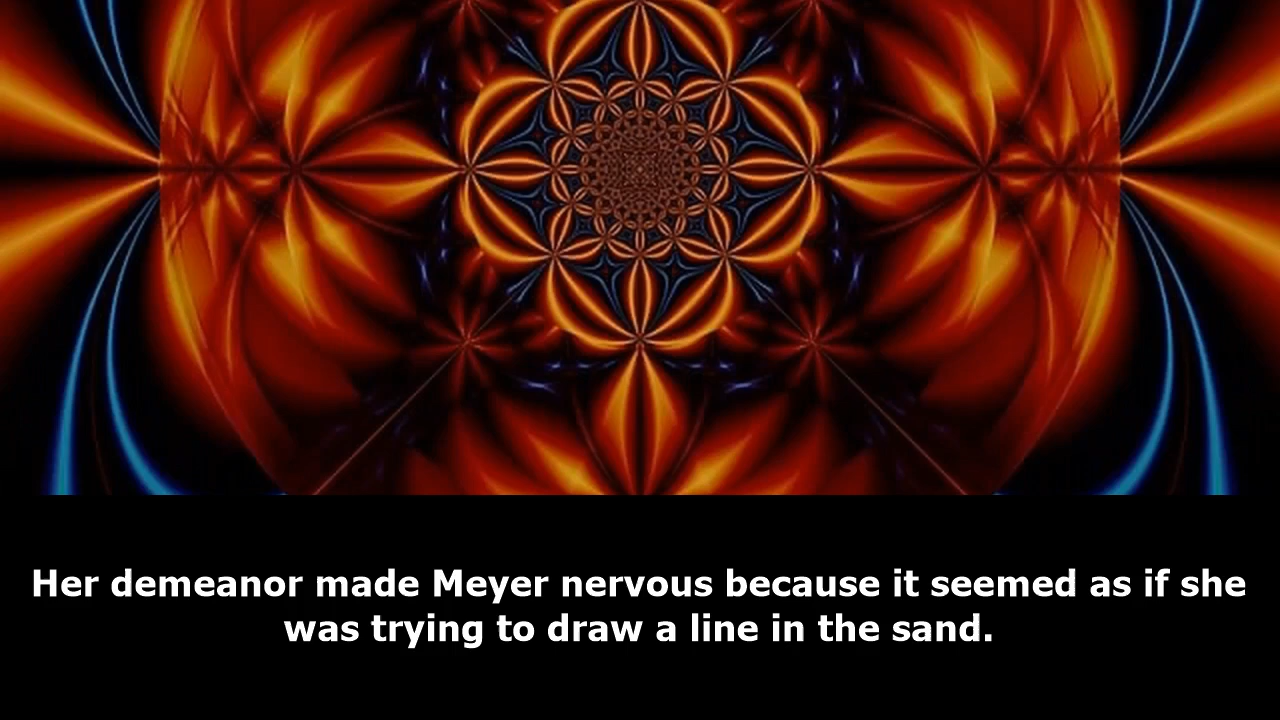 Her demeanor made Meyer nervous because it seemed as if she
was trying to draw a line in the sand.